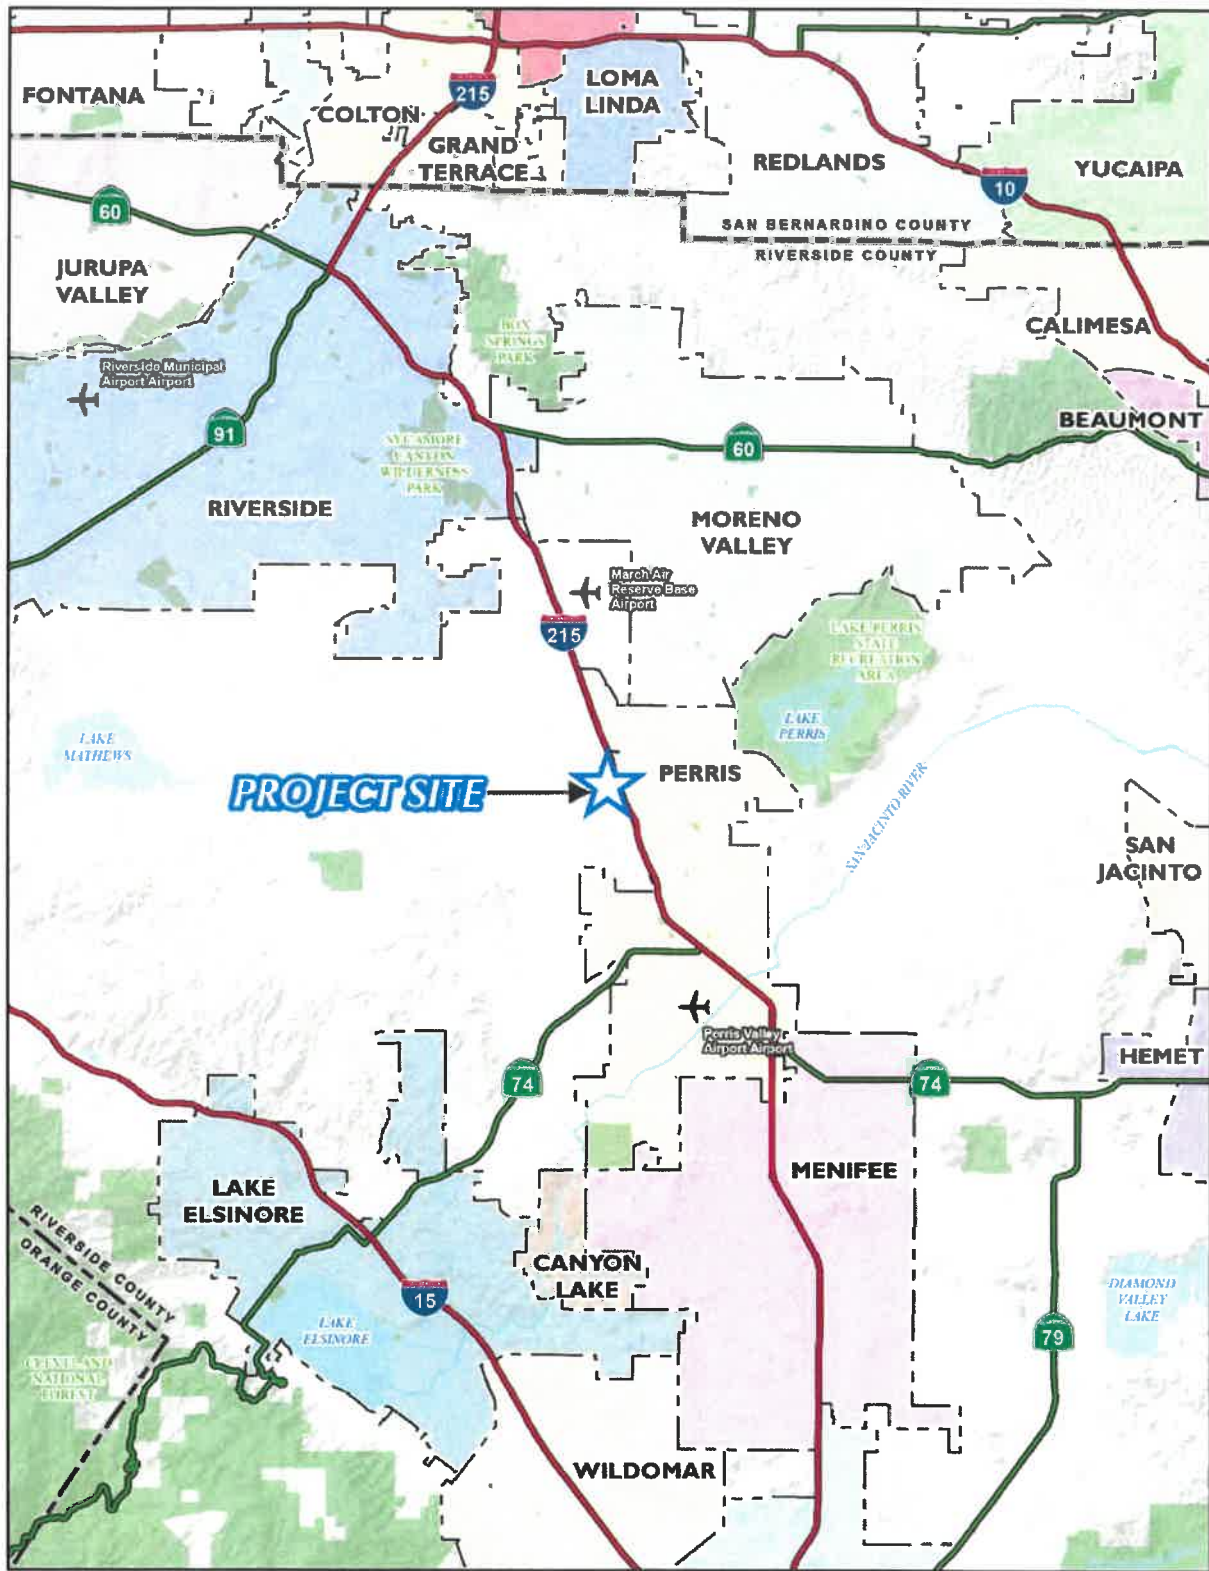 FONTANA
COLTON
215
LOMA
LINDA
GRAND
TERRACE
REDLANDS
YUCAIPA
10
60
SAN BERNARDINO COUNTY
RIVERSIDE COUNTY
JURUPA
VALLEY
CALIMESA
BOX
SPRINGS
PARK
Riverside Municipal
Airport Airport
BEAUMONT
91
60
SYCAMORE
CANYON
WILDERNESS
PARK
RIVERSIDE
MORENO
VALLEY
March Air
Reserve Base
Airport
215
LAKE PERRIS
STATE
RECREATION
AREA
LAKE
PERRIS
LAKE
MATHEWS
PERRIS
PROJECT SITE
SAN JACINTO RIVER
SAN
JACINTO
Perris Valley
Airport Airport
HEMET
74
74
MENIFEE
LAKE
ELSINORE
RIVERSIDE COUNTY
ORANGE COUNTY
CANYON
LAKE
15
DIAMOND
VALLEY
LAKE
LAKE
ELSINORE
79
CLEVELAND
NATIONAL
FOREST
WILDOMAR